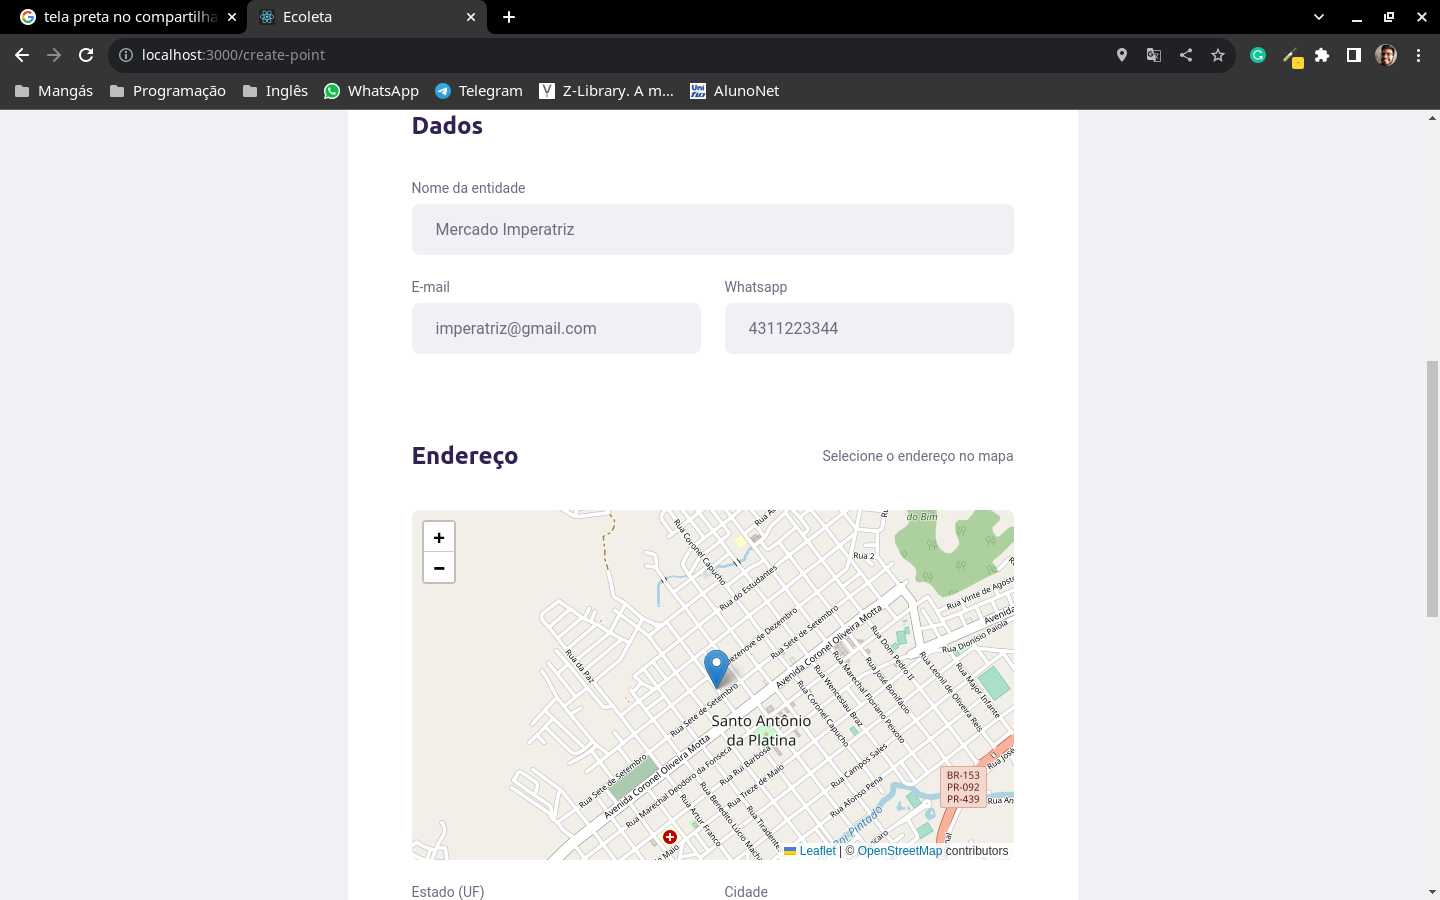 tela preta no compartilha
Ecoleta
localhost:3000/create-point
Mangás
Programação
Inglês
WhatsApp
Telegram
Z-Library. A m...
AlunoNet
Dados
Nome da entidade
Mercado Imperatriz
E-mail
Whatsapp
imperatriz@gmail.com
4311223344
Endereço
Selecione o endereço no mapa
+
−
do Bim
Rua Coronel Capucho
Rua 2
Rua do Estudantes
Rua Vinte de Agosto
Avenida
Rua Dionisio Paiola
Dezenove de Dezembro
Rua Sete de Setembro
Avenida Coronel Oliveira Motta
Rua Dom Pedro II
Rua da Paz
Rua Leonil de Oliveira Reis
Rua Major Infante
Rua José Bonifácio
Rua Marechal Floriano Peixoto
Rua Wenceslau Braz
Rua Coronel Capucho
Rua Sete de Setembro
Santo Antônio
da Platina
Rua Campos Sales
Rua Afonso Pena
Rua Rui Barbosa
Rua Treze de Maio
Rua Marechal Deodoro da Fonseca
Avenida Coronel Oliveira Motta
Rua Sete de Setembro
BR-153
PR-092
PR-439
Rua Artur Franco
Rua Benedito Lúcio Mach
Rua Tiradente
Boi Pintado
Maio
Leaflet | © OpenStreetMap contributors
Estado (UF)
Cidade